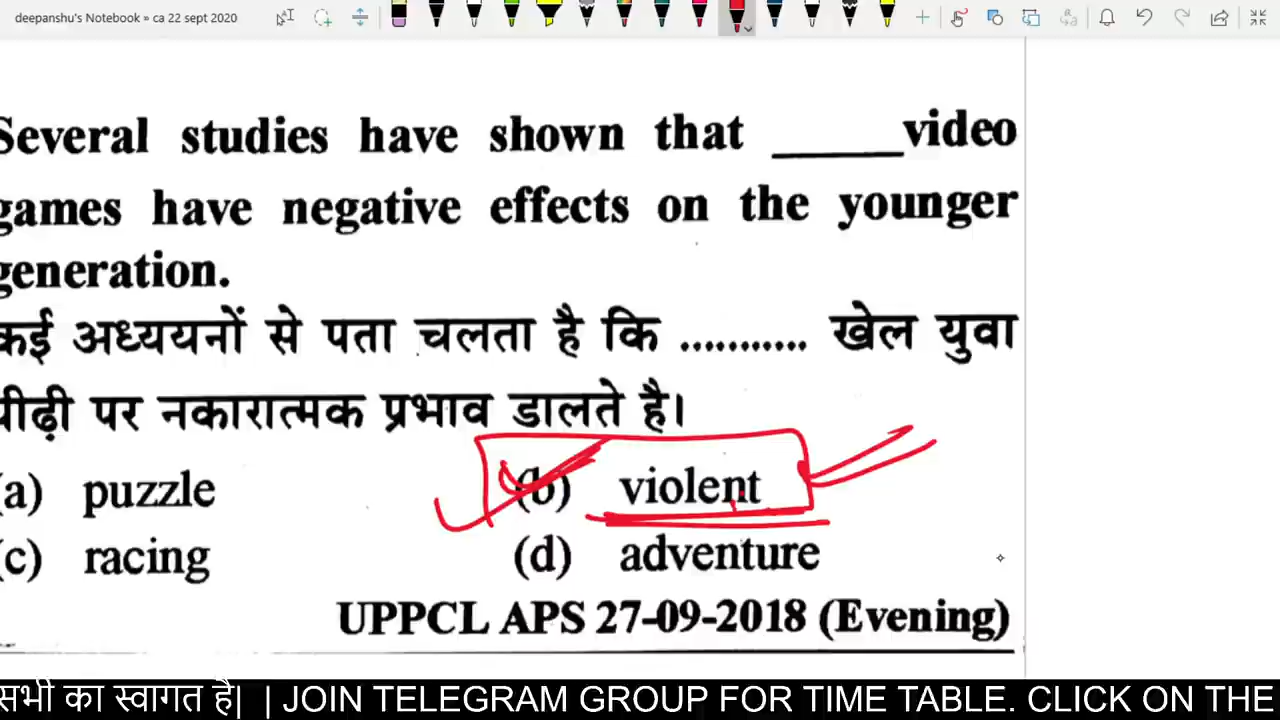 deepanshu's Notebook » ca 22 sept 2020
Several studies have shown that ______video
games have negative effects on the younger
generation.
कई अध्ययनों से पता चलता है कि ........... खेल युवा
पीढ़ी पर नकारात्मक प्रभाव डालते है।
(a) puzzle (b) violent
(c) racing (d) adventure
UPPCL APS 27-09-2018 (Evening)
सभी का स्वागत है| | JOIN TELEGRAM GROUP FOR TIME TABLE. CLICK ON THE